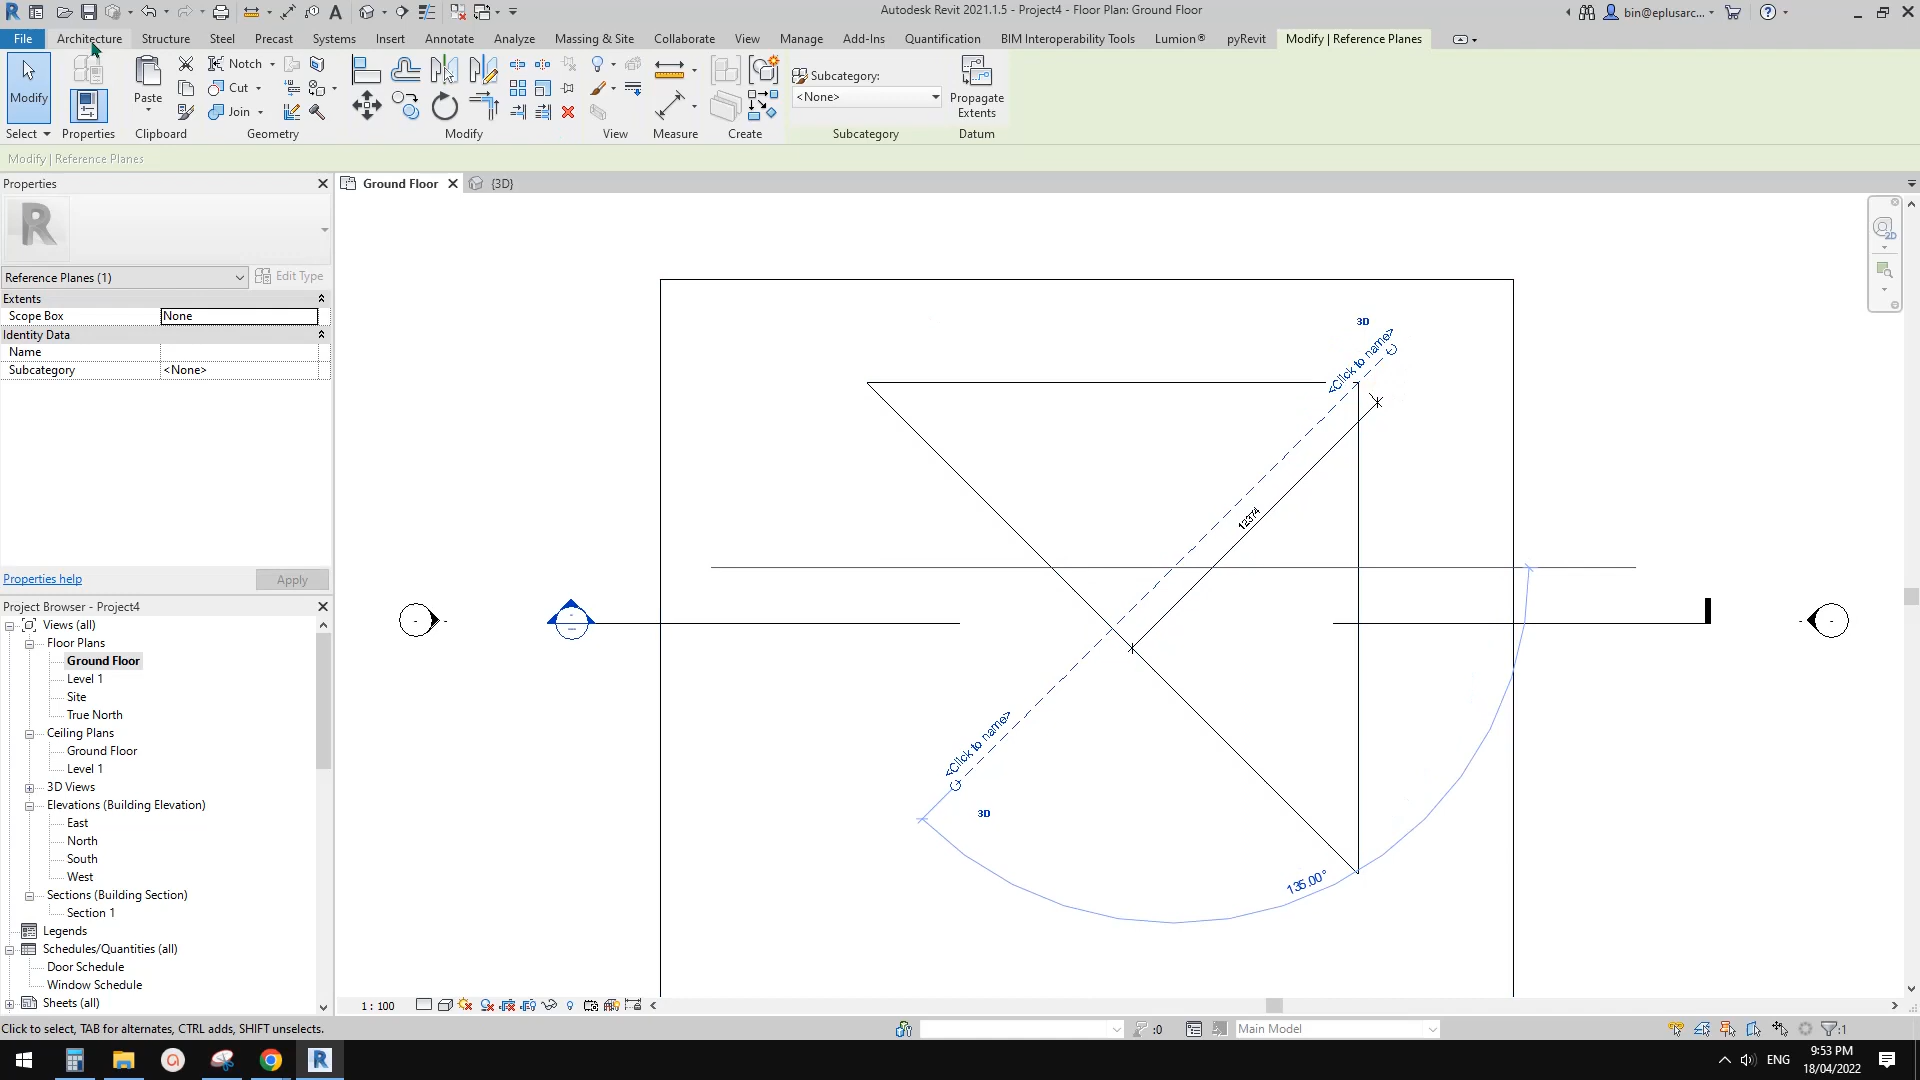 Autodesk Revit 2021.1.5 - Project4 - Floor Plan: Ground Floor
bin@eplusarc...
File Architecture Structure Steel Precast Systems Insert Annotate Analyze Massing & Site Collaborate View Manage Add-Ins Quantification BIM Interoperability Tools Lumion® pyRevit Modify | Reference Planes
Modify
Paste
Notch
Cut
Join
Subcategory:
<None>
Propagate
Extents
Select Properties Clipboard Geometry Modify View Measure Create Subcategory Datum
Modify | Reference Planes
Properties
Ground Floor
{3D}
R
Reference Planes (1)
Edit Type
Extents
Scope Box None
Identity Data
Name
Subcategory <None>
Properties help
Apply
Project Browser - Project4
Views (all)
Floor Plans
Ground Floor
Level 1
Site
True North
Ceiling Plans
Ground Floor
Level 1
3D Views
Elevations (Building Elevation)
East
North
South
West
Sections (Building Section)
Section 1
Legends
Schedules/Quantities (all)
Door Schedule
Window Schedule
Sheets (all)
3D
<Click to name>
12374
<Click to name>
3D
135.00°
2D
1 : 100
Click to select, TAB for alternates, CTRL adds, SHIFT unselects.
:0
Main Model
:1
ENG
9:53 PM
18/04/2022